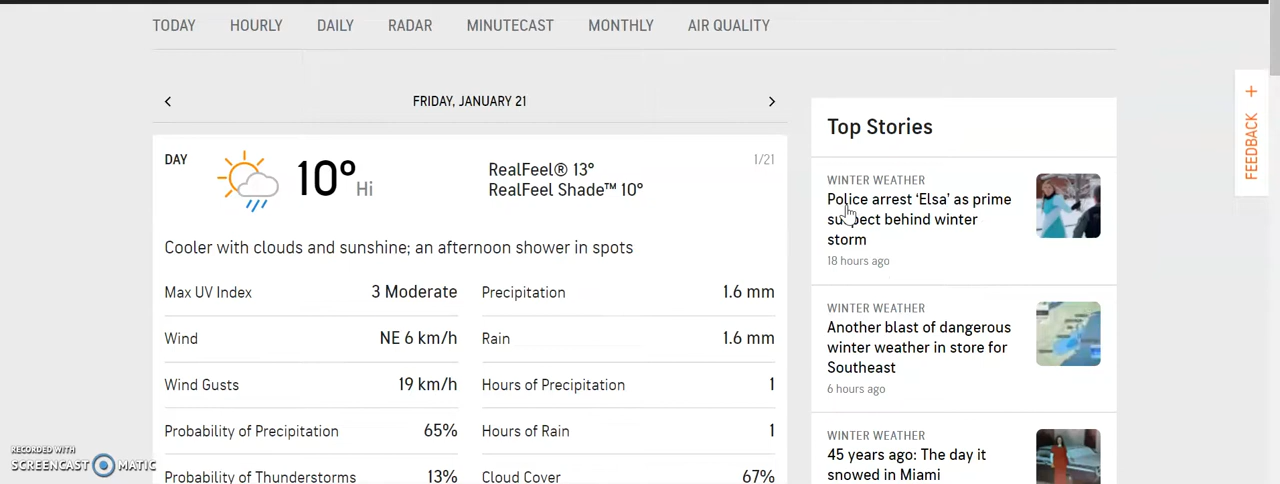 TODAY HOURLY DAILY RADAR MINUTECAST MONTHLY AIR QUALITY
FRIDAY, JANUARY 21
DAY
10° Hi
RealFeel® 13°
RealFeel Shade™ 10°
1/21
Cooler with clouds and sunshine; an afternoon shower in spots
Max UV Index 3 Moderate
Wind NE 6 km/h
Wind Gusts 19 km/h
Probability of Precipitation 65%
Probability of Thunderstorms 13%
Precipitation 1.6 mm
Rain 1.6 mm
Hours of Precipitation 1
Hours of Rain 1
Cloud Cover 67%
Top Stories
WINTER WEATHER
Police arrest ‘Elsa’ as prime
suspect behind winter
storm
18 hours ago
WINTER WEATHER
Another blast of dangerous
winter weather in store for
Southeast
6 hours ago
WINTER WEATHER
45 years ago: The day it
snowed in Miami
FEEDBACK +
RECORDED WITH
SCREENCAST MATIC